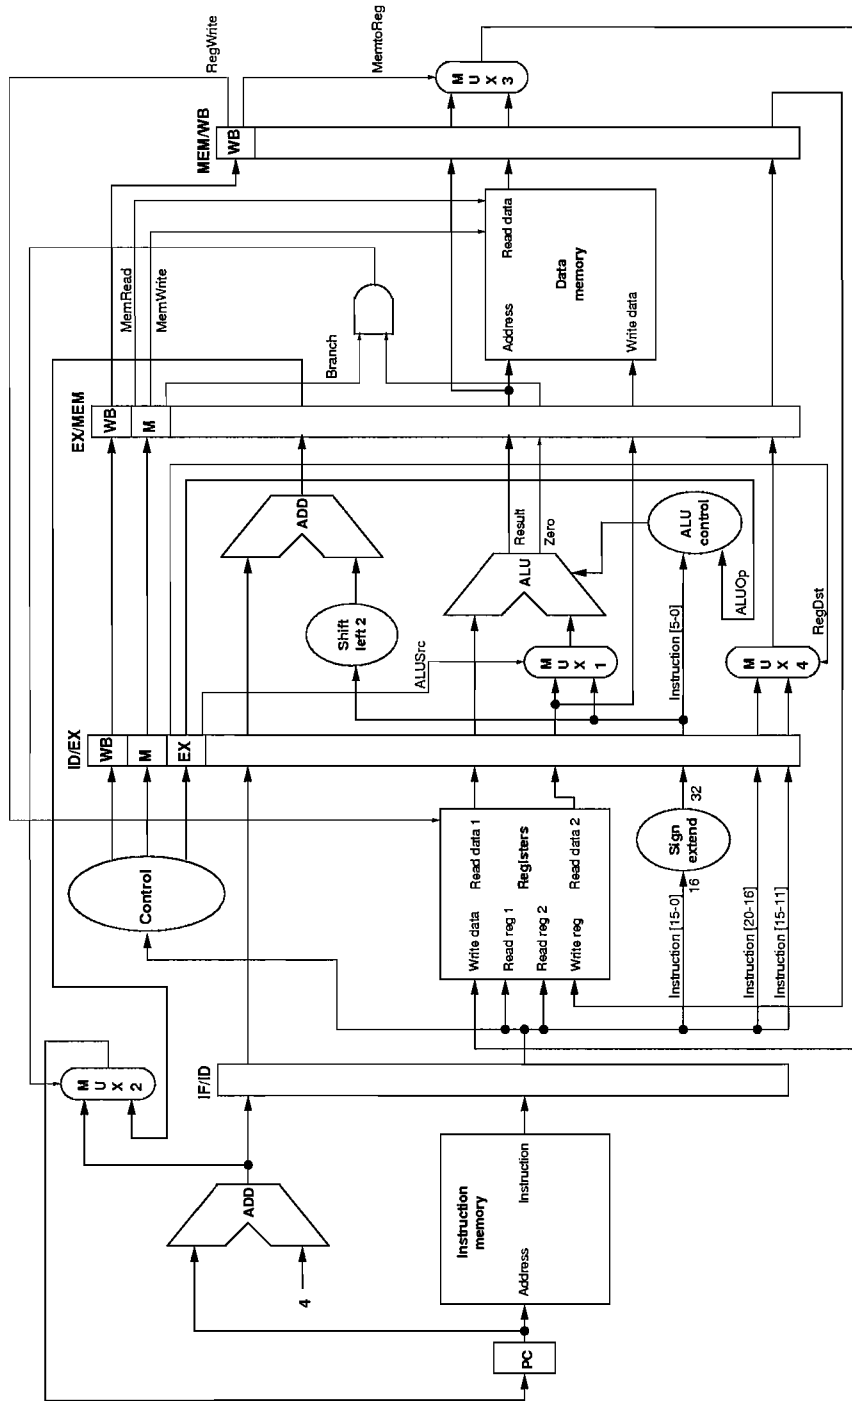 PC
4
ADD
Instruction
memory
Address
Instruction
M
U
X
2
IF/ID
Control
Write data
Read reg 1
Read reg 2
Write reg
Registers
Read data 1
Read data 2
Instruction [15-0]
16
Sign
extend
32
Instruction [20-16]
Instruction [15-11]
ID/EX
WB
M
EX
ALUSrc
Shift
left 2
ADD
M
U
X
1
ALU
Result
Zero
Instruction [5-0]
ALU
control
ALUOp
M
U
X
4
RegDst
EX/MEM
WB
M
Branch
MemRead
MemWrite
Address
Write data
Data
memory
Read data
MEM/WB
WB
RegWrite
MemtoReg
M
U
X
3